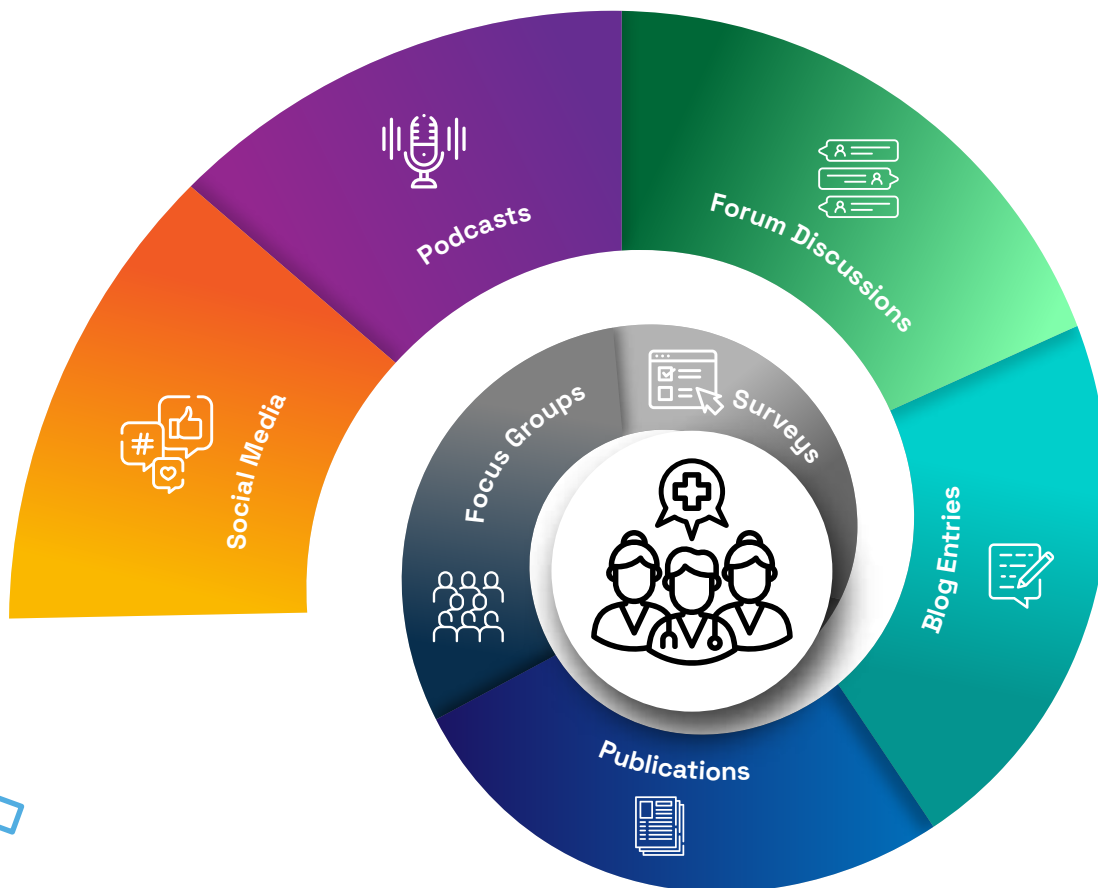 Podcasts
Forum Discussions
Social Media
Focus Groups
Surveys
Blog Entries
Publications
#